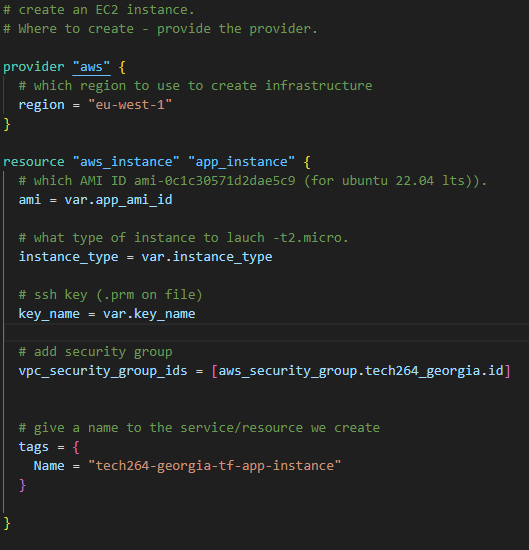 # create an EC2 instance.
# Where to create - provide the provider.
provider "aws" {
# which region to use to create infrastructure
region = "eu-west-1"
}
resource "aws_instance" "app_instance" {
# which AMI ID ami-0c1c30571d2dae5c9 (for ubuntu 22.04 lts)).
ami = var.app_ami_id
# what type of instance to lauch -t2.micro.
instance_type = var.instance_type
# ssh key (.prm on file)
key_name = var.key_name
# add security group
vpc_security_group_ids = [aws_security_group.tech264_georgia.id]
# give a name to the service/resource we create
tags = {
Name = "tech264-georgia-tf-app-instance"
}
}